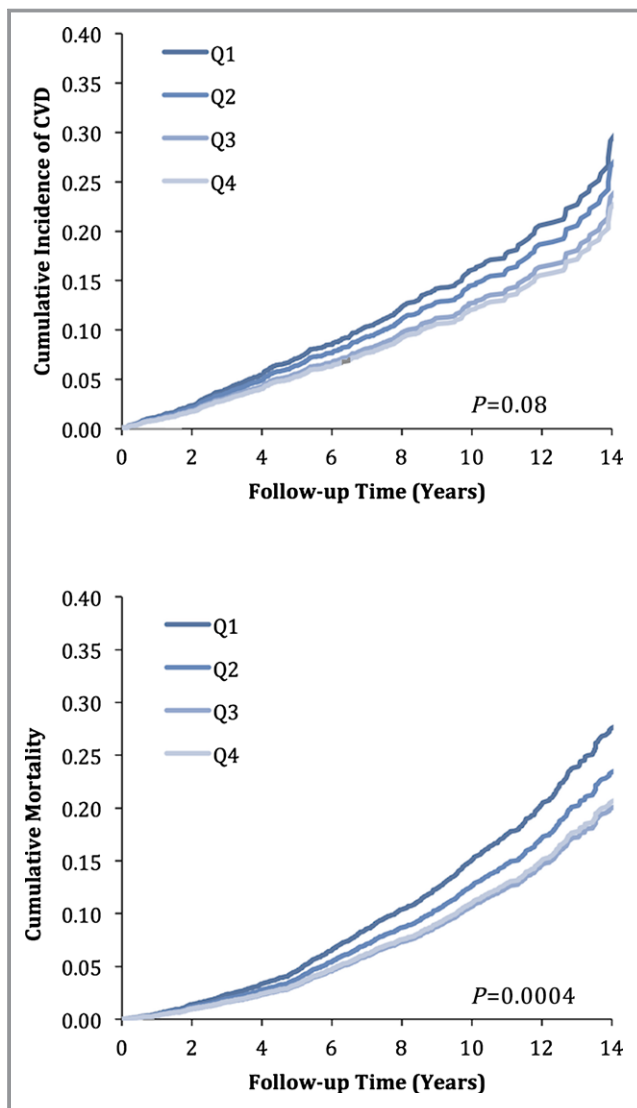 0.40
0.35
0.30
0.25
0.20
0.15
0.10
0.05
0.00
Cumulative Incidence of CVD
Q1
Q2
Q3
Q4
P=0.08
0 2 4 6 8 10 12 14
Follow-up Time (Years)
0.40
0.35
0.30
0.25
0.20
0.15
0.10
0.05
0.00
Cumulative Mortality
Q1
Q2
Q3
Q4
P=0.0004
0 2 4 6 8 10 12 14
Follow-up Time (Years)